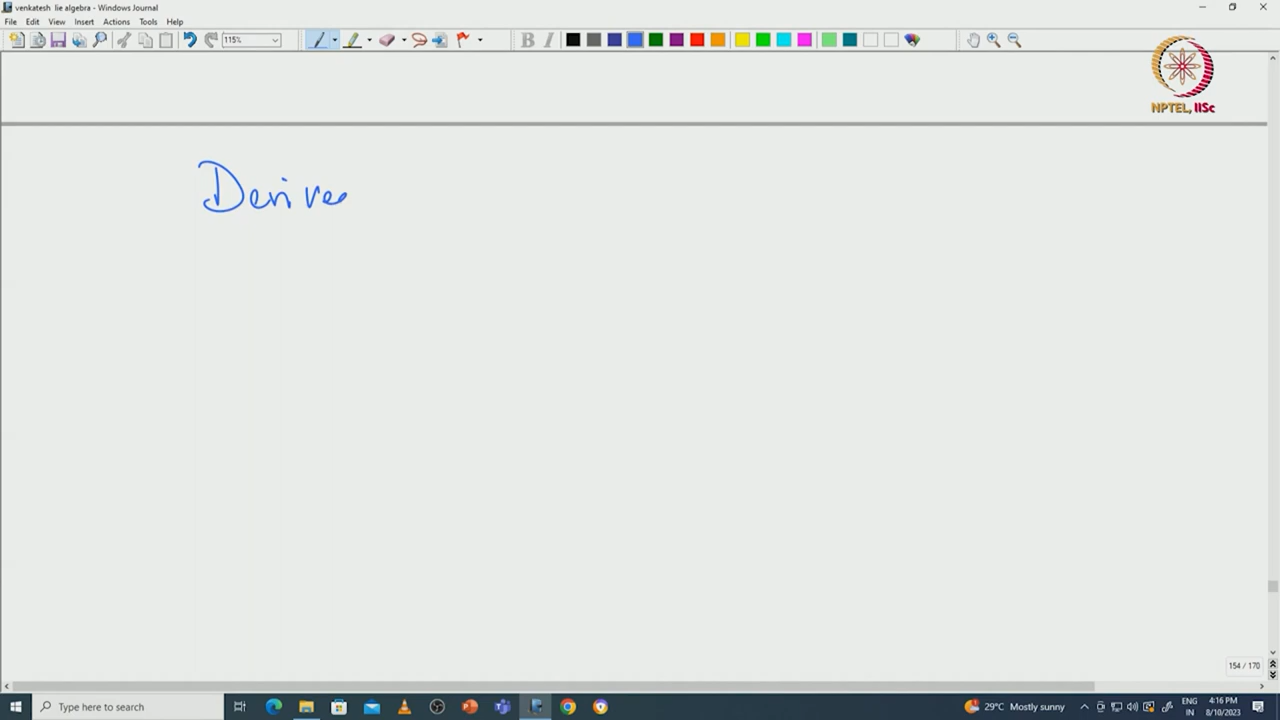 venkatesh lie algebra - Windows Journal
File Edit View Insert Actions Tools Help
115%
B I
NPTEL, IISc
Derive
154 / 170
Type here to search
29°C Mostly sunny
ENG
IN
4:16 PM
8/10/2023